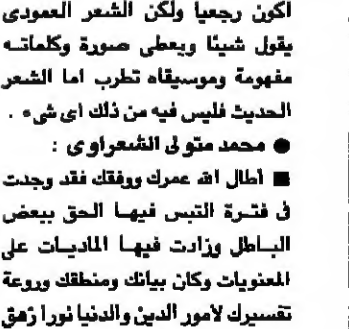 اكون رجعيا ولكن الشعر العمودى
يقول شيئا ويعطى صورة وكلماته
مفهومة وموسيقاه تطرب اما الشعر
الحديث فليس فيه من ذلك اى شىء .
● محمد متولى الشعراوى :
■ أطال الله عمرك ووفقك فقد وجدت
فى فترة التبس فيها الحق ببعض
الباطل وزادت فيها الماديات على
المعنويات وكان بيانك ومنطقك وروعة
تفسيرك لأمور الدين والدنيا نورا زهق